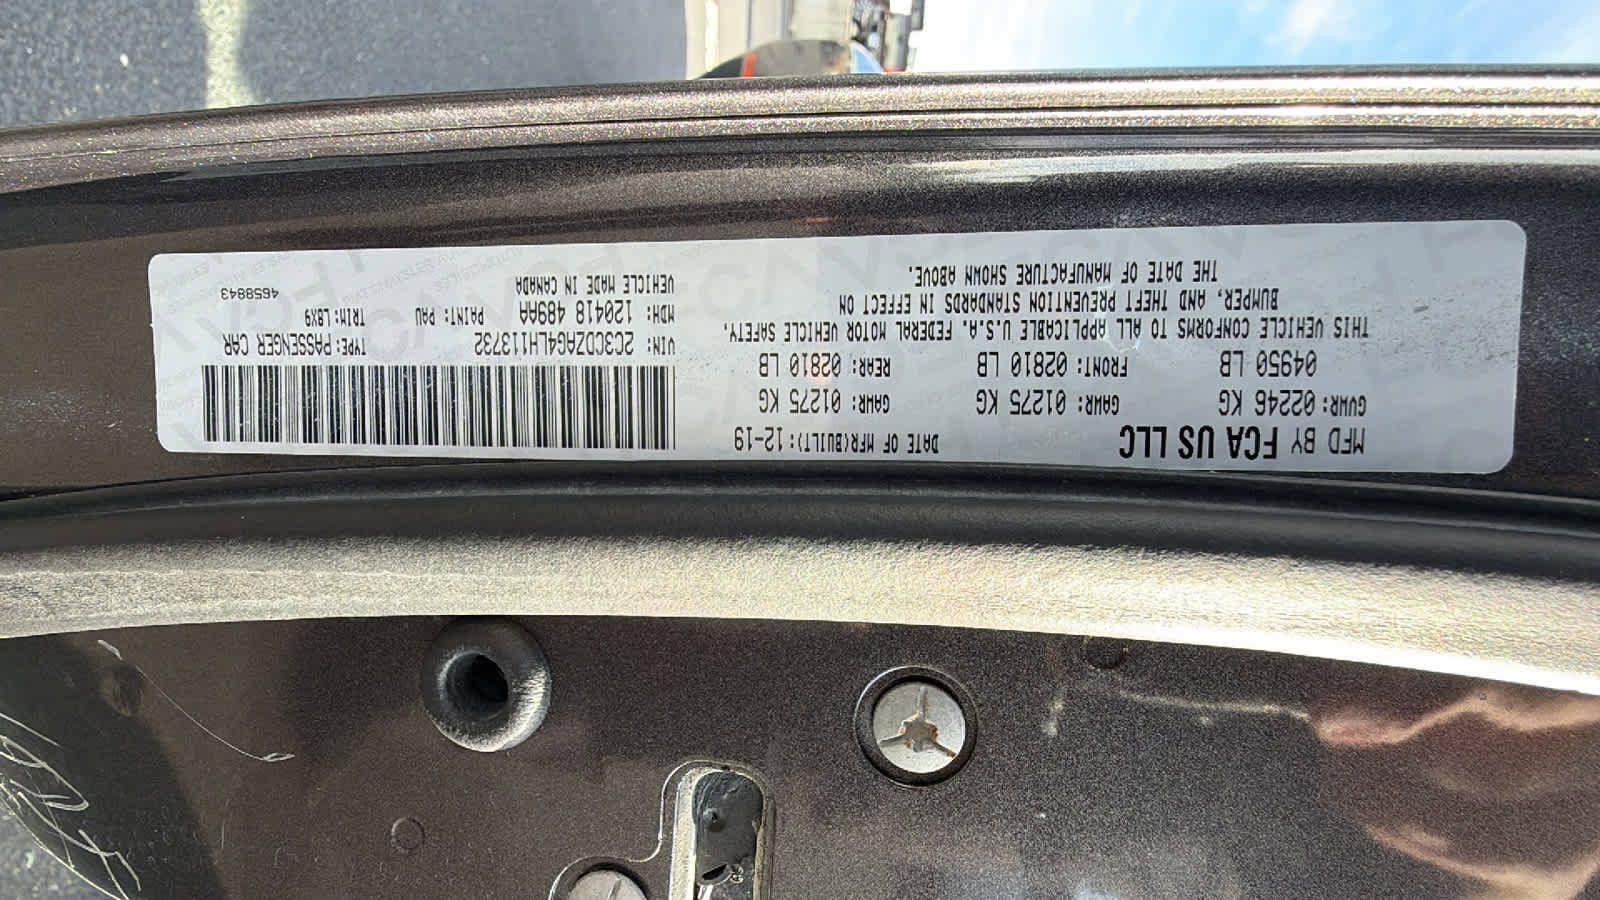 MFD BY FCA US LLC DATE OF MFR(BUILT): 12-19
GVWR: 02246 KG GAWR: 01275 KG GAWR: 01275 KG
04950 LB FRONT: 02810 LB REAR: 02810 LB
THIS VEHICLE CONFORMS TO ALL APPLICABLE U.S.A. FEDERAL MOTOR VEHICLE SAFETY,
BUMPER, AND THEFT PREVENTION STANDARDS IN EFFECT ON
THE DATE OF MANUFACTURE SHOWN ABOVE.
VIN: 2C3CDZAG4LH113732 TYPE: PASSENGER CAR
MDH: 120418 489AA PAINT: PAU TRIM: L8X9
VEHICLE MADE IN CANADA 4658843